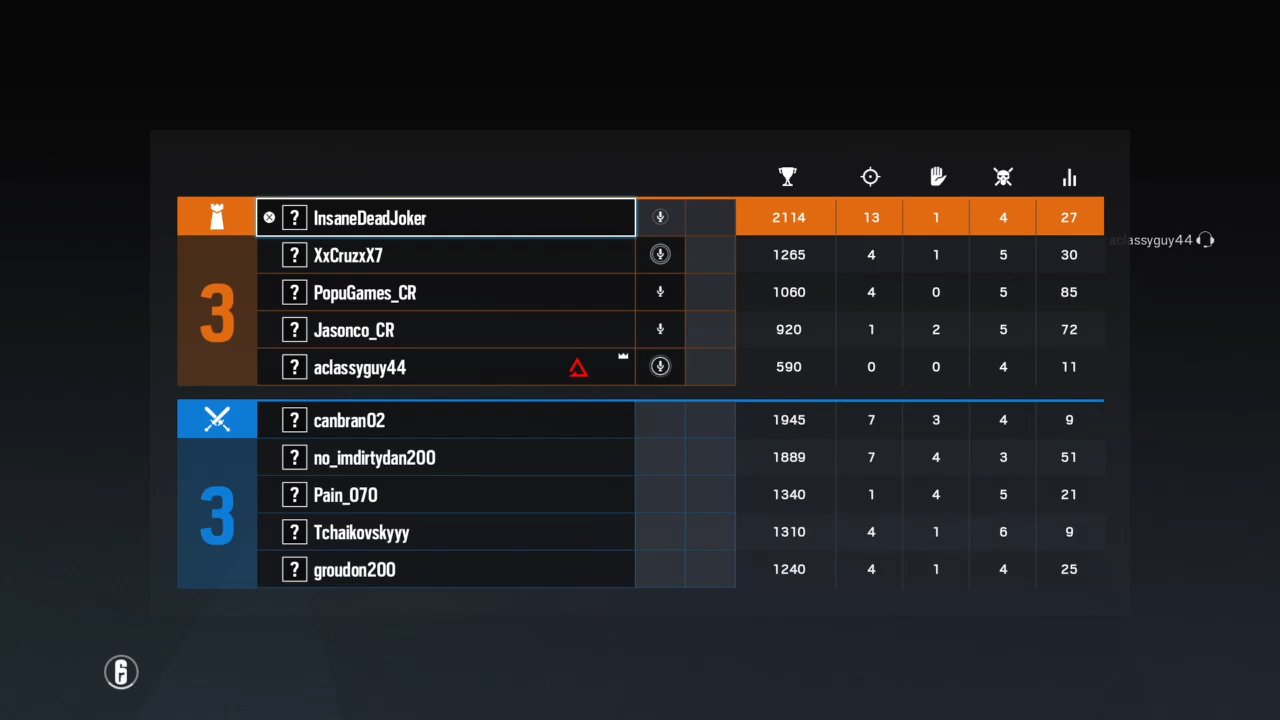 ? InsaneDeadJoker 2114 13 1 4 27
? XxCruzxX7 1265 4 1 5 30
aclassyguy44
3
? PopuGames_CR 1060 4 0 5 85
? Jasonco_CR 920 1 2 5 72
? aclassyguy44 590 0 0 4 11
? canbran02 1945 7 3 4 9
? no_imdirtydan200 1889 7 4 3 51
3
? Pain_070 1340 1 4 5 21
? Tchaikovskyyy 1310 4 1 6 9
? groudon200 1240 4 1 4 25
6